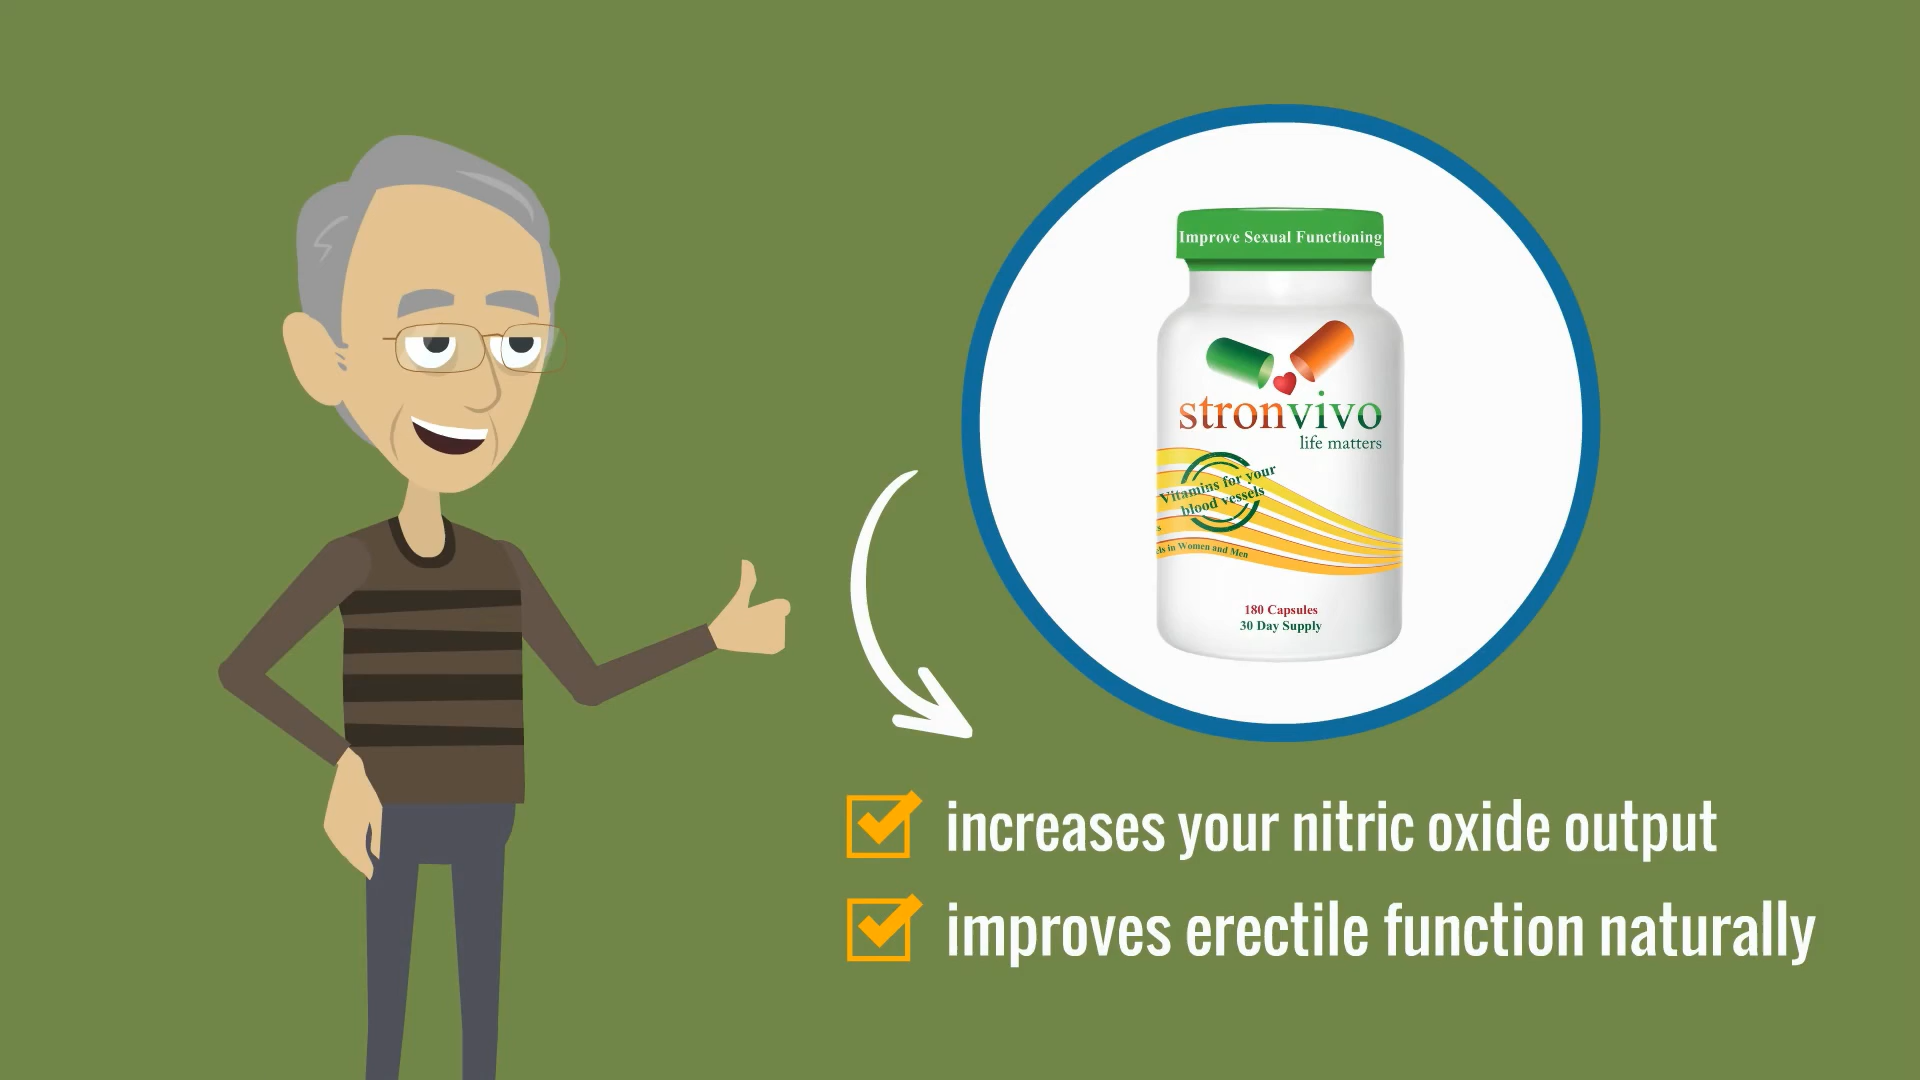 Improve Sexual Functioning
stronvivo
life matters
Vitamins for your
blood vessels
in Women and Men
180 Capsules
30 Day Supply
increases your nitric oxide output
improves erectile function naturally